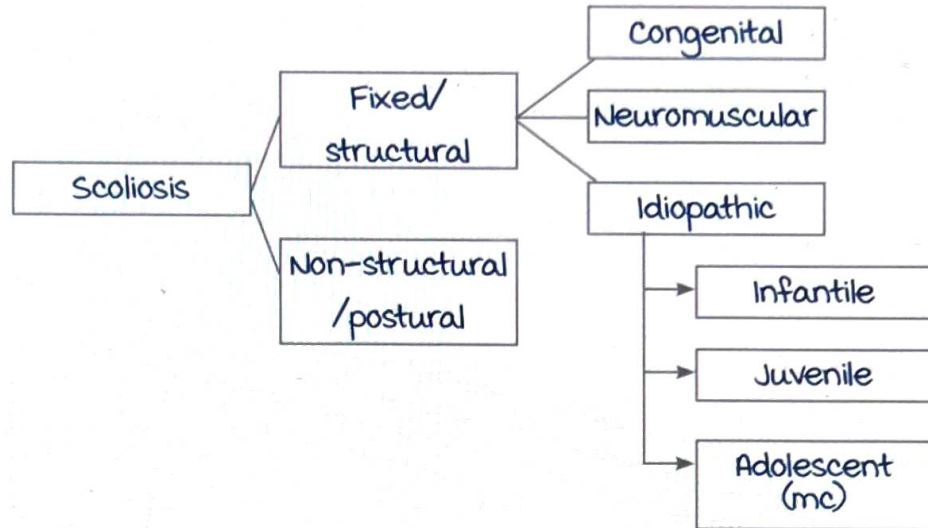 Scoliosis
Fixed/
structural
Non-structural
/postural
Congenital
Neuromuscular
Idiopathic
Infantile
Juvenile
Adolescent
(mc)